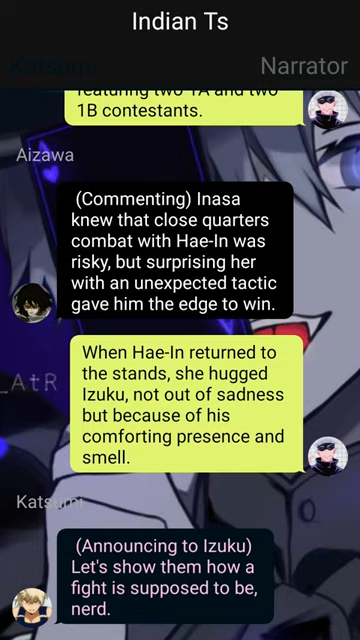 Indian Ts
Katsumi
Narrator
featuring two 1A and two
1B contestants.
Aizawa
(Commenting) Inasa
knew that close quarters
combat with Hae-In was
risky, but surprising her
with an unexpected tactic
gave him the edge to win.
_AtR
When Hae-In returned to
the stands, she hugged
Izuku, not out of sadness
but because of his
comforting presence and
smell.
Katsumi
(Announcing to Izuku)
Let's show them how a
fight is supposed to be,
nerd.